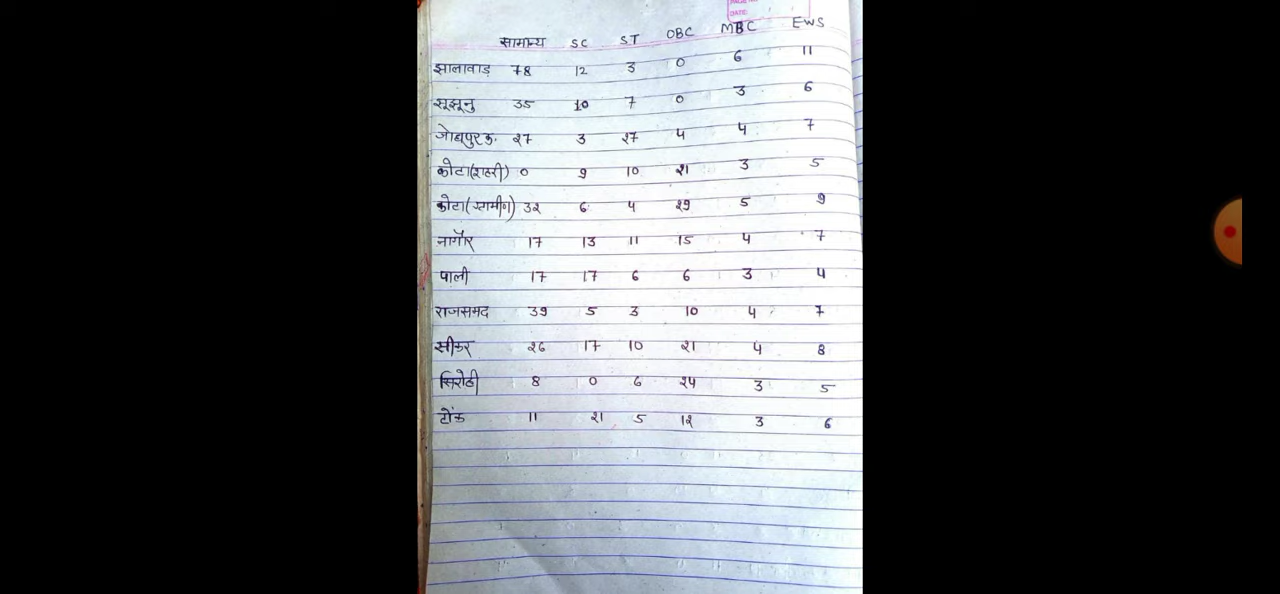 DATE:
सामान्य SC ST OBC MBC EWS
झालावाड़ 78 12 3 0 6 11
झूझूनु 35 10 7 0 3 6
जोधपुर क. 27 3 27 4 4 7
कोटा(शहरी) 0 9 10 21 3 5
कोटा(ग्रामीण) 32 6 4 29 5 9
नागौर 17 13 11 15 4 7
पाली 17 17 6 6 3 4
राजसमद 39 5 3 10 4 7
सीकर 26 17 10 21 4 8
सिरोही 8 0 6 24 3 5
टोंक 11 21 5 12 3 6